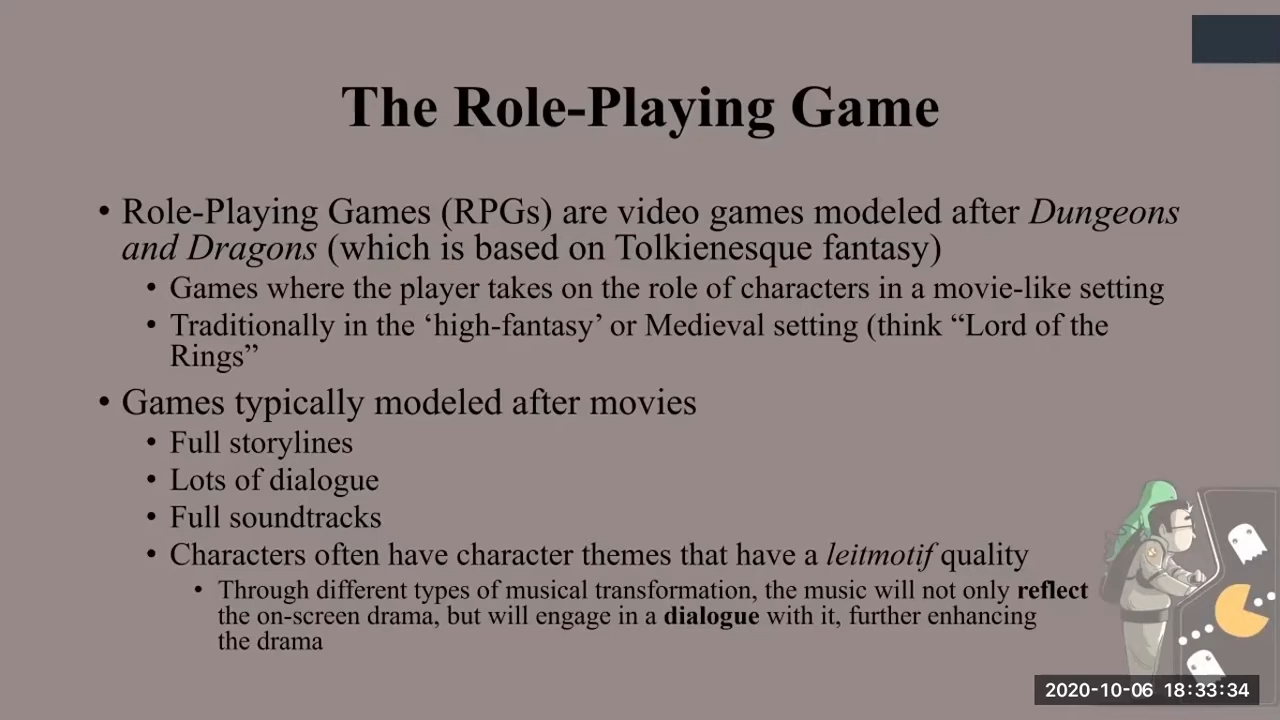 The Role-Playing Game
• Role-Playing Games (RPGs) are video games modeled after Dungeons
and Dragons (which is based on Tolkienesque fantasy)
• Games where the player takes on the role of characters in a movie-like setting
• Traditionally in the ‘high-fantasy’ or Medieval setting (think “Lord of the
Rings”
• Games typically modeled after movies
• Full storylines
• Lots of dialogue
• Full soundtracks
• Characters often have character themes that have a leitmotif quality
• Through different types of musical transformation, the music will not only reflect
the on-screen drama, but will engage in a dialogue with it, further enhancing
the drama
2020-10-06 18:33:34